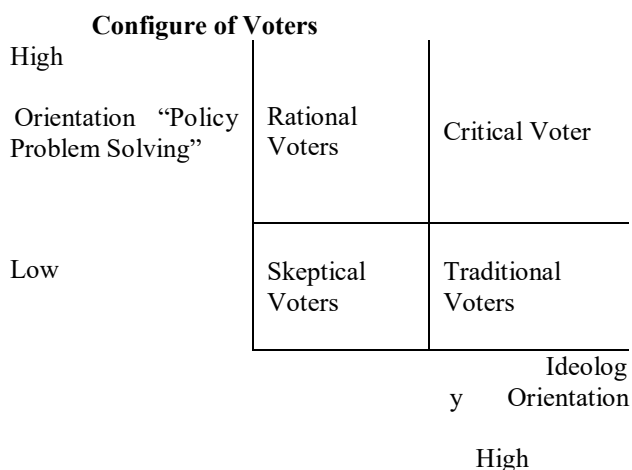 Configure of Voters
High
Orientation “Policy
Problem Solving”
Rational
Voters
Critical Voter
Low
Skeptical
Voters
Traditional
Voters
Ideolog
y Orientation
High